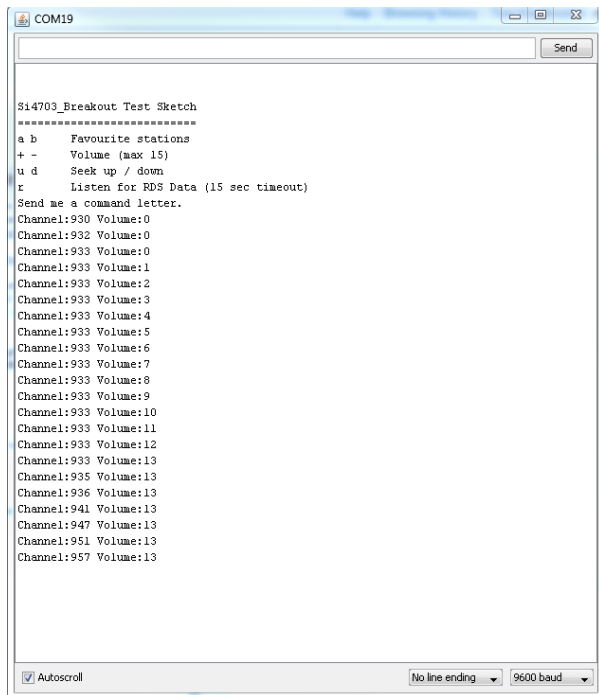 COM19
Send
Si4703_Breakout Test Sketch
===========================
a b Favourite stations
+ - Volume (max 15)
u d Seek up / down
r Listen for RDS Data (15 sec timeout)
Send me a command letter.
Channel:930 Volume:0
Channel:932 Volume:0
Channel:933 Volume:0
Channel:933 Volume:1
Channel:933 Volume:2
Channel:933 Volume:3
Channel:933 Volume:4
Channel:933 Volume:5
Channel:933 Volume:6
Channel:933 Volume:7
Channel:933 Volume:8
Channel:933 Volume:9
Channel:933 Volume:10
Channel:933 Volume:11
Channel:933 Volume:12
Channel:933 Volume:13
Channel:935 Volume:13
Channel:936 Volume:13
Channel:941 Volume:13
Channel:947 Volume:13
Channel:951 Volume:13
Channel:957 Volume:13
Autoscroll No line ending 9600 baud